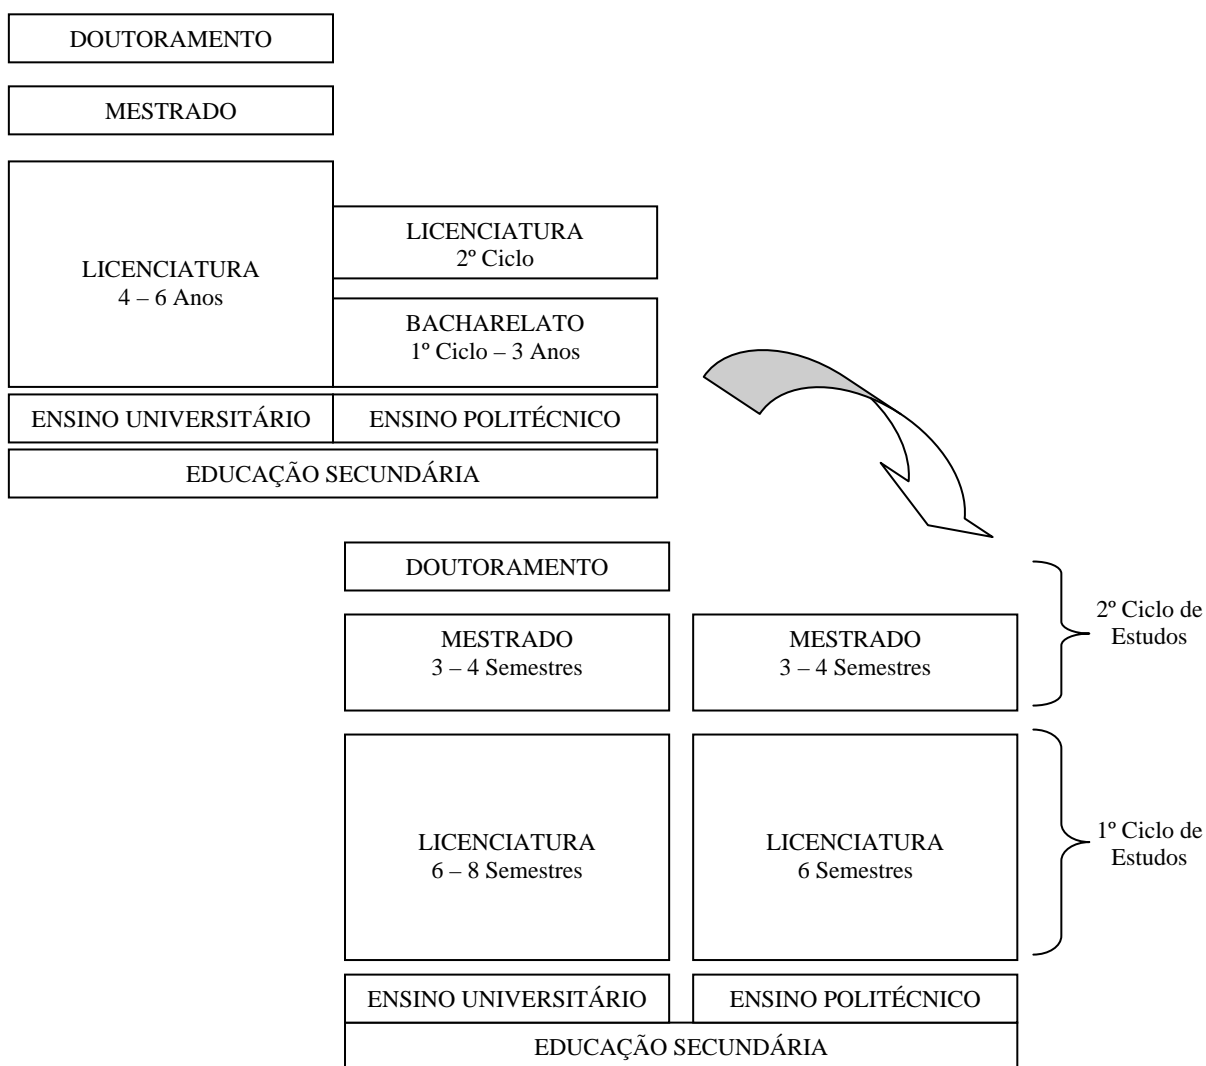 DOUTORAMENTO
MESTRADO
LICENCIATURA
4 – 6 Anos
LICENCIATURA
2º Ciclo
BACHARELATO
1º Ciclo – 3 Anos
ENSINO UNIVERSITÁRIO
ENSINO POLITÉCNICO
EDUCAÇÃO SECUNDÁRIA
DOUTORAMENTO
MESTRADO
3 – 4 Semestres
MESTRADO
3 – 4 Semestres
2º Ciclo de
Estudos
LICENCIATURA
6 – 8 Semestres
LICENCIATURA
6 Semestres
1º Ciclo de
Estudos
ENSINO UNIVERSITÁRIO
ENSINO POLITÉCNICO
EDUCAÇÃO SECUNDÁRIA